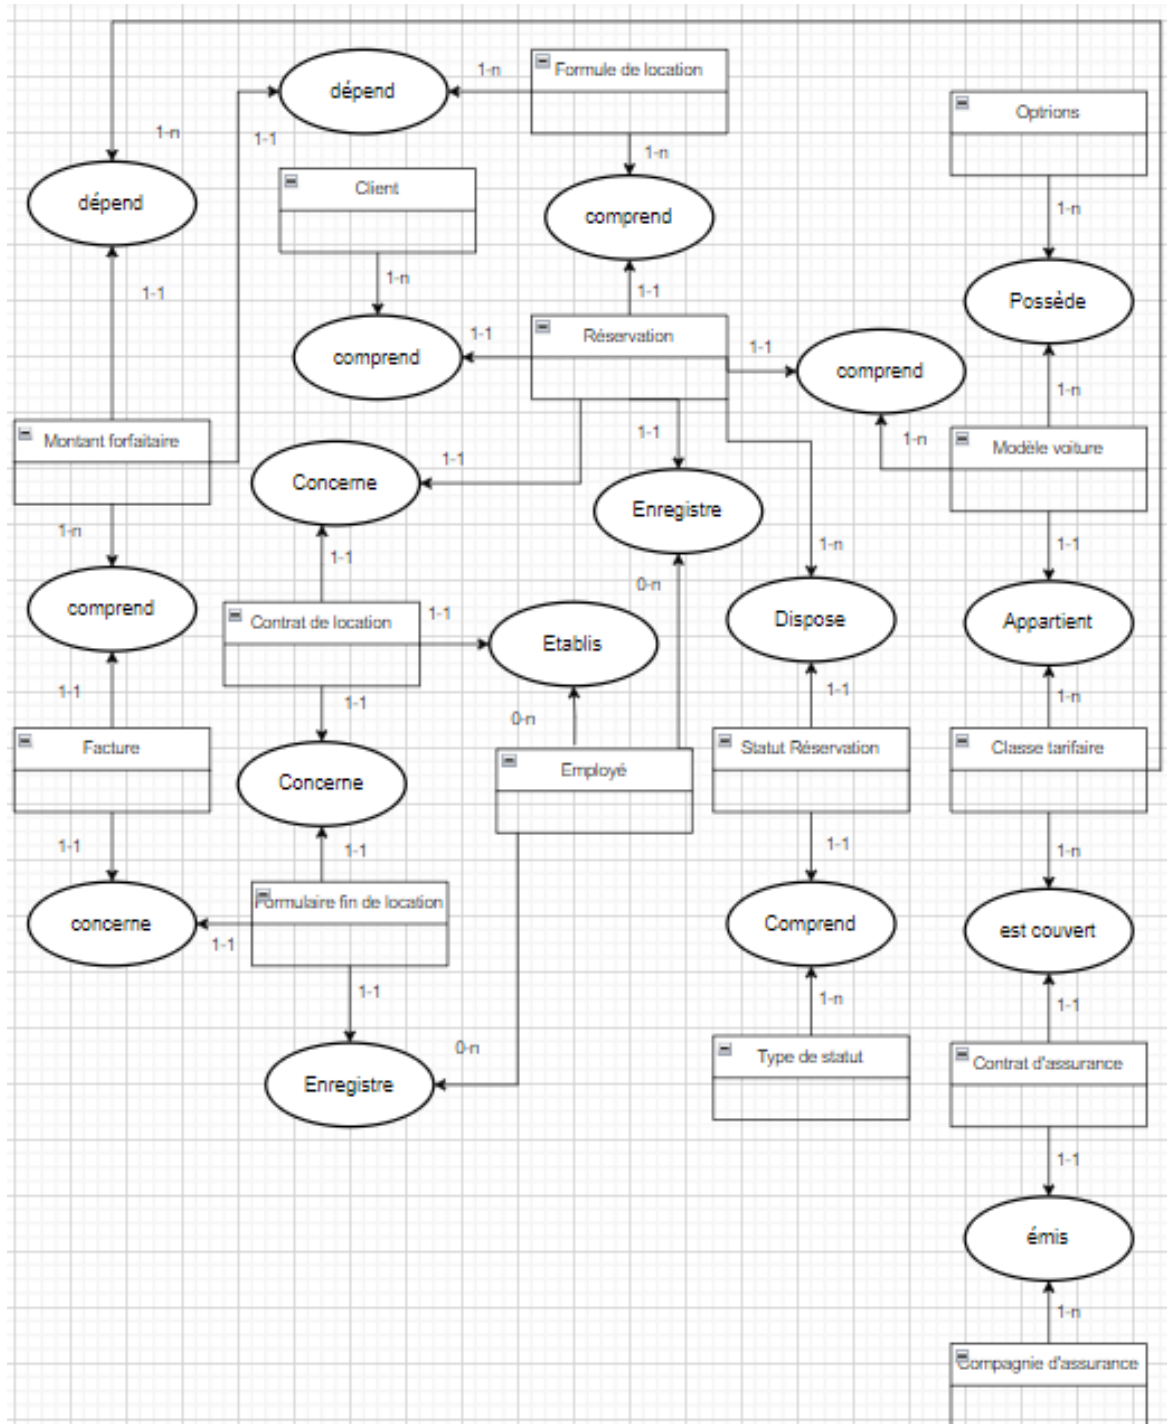 1-n
Formule de location
dépend
Optrions
1-n
1-1
1-n
Client
dépend
comprend
1-n
1-n
1-1
1-1
Possède
1-1
Réservation
1-1
comprend
comprend
1-n
1-1
1-n
Montant forfaitaire
Modèle voiture
1-1
Concerne
Enregistre
1-n
1-1
1-n
1-1
0-n
comprend
1-1
Contrat de location
Dispose
Appartient
Etablis
1-1
1-1
1-1
1-n
0-n
Facture
Statut Réservation
Classe tarifaire
Employé
Concerne
1-1
1-1
1-1
1-n
Formulaire fin de location
concerne
Comprend
est couvert
1-1
1-1
1-n
1-1
0-n
Type de statut
Contrat d'assurance
Enregistre
1-1
émis
1-n
Compagnie d'assurance